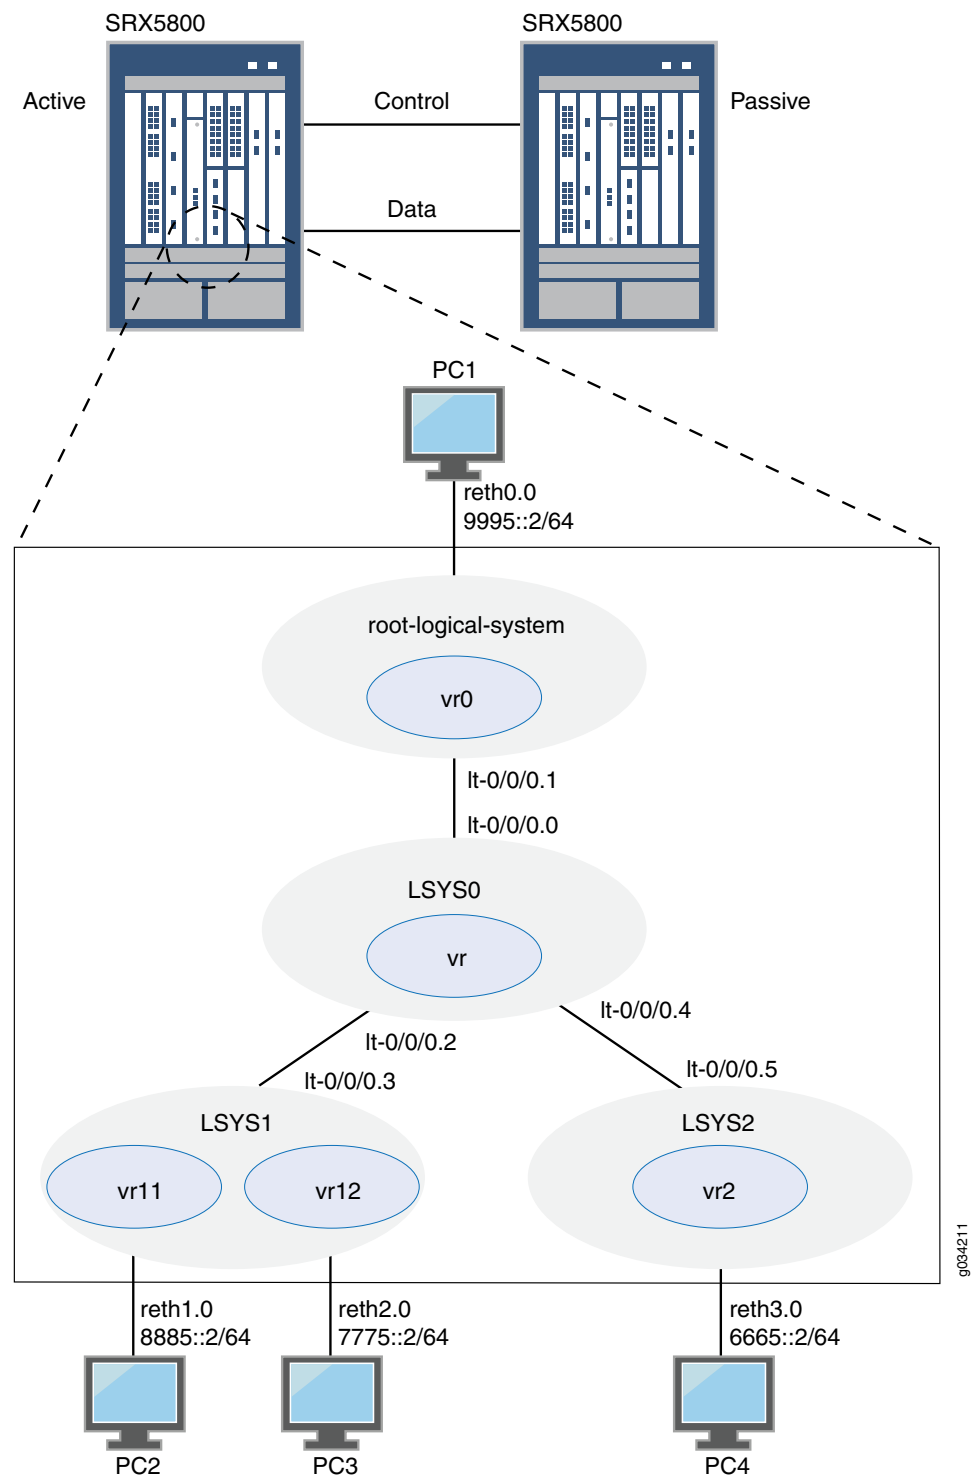 SRX5800
SRX5800
Active
Control
Passive
Data
PC1
reth0.0
9995::2/64
root-logical-system
vr0
lt-0/0/0.1
lt-0/0/0.0
LSYS0
vr
lt-0/0/0.4
lt-0/0/0.2
lt-0/0/0.5
lt-0/0/0.3
LSYS1
LSYS2
vr11
vr12
vr2
reth1.0
8885::2/64
reth2.0
7775::2/64
reth3.0
6665::2/64
PC2
PC3
PC4
g034211